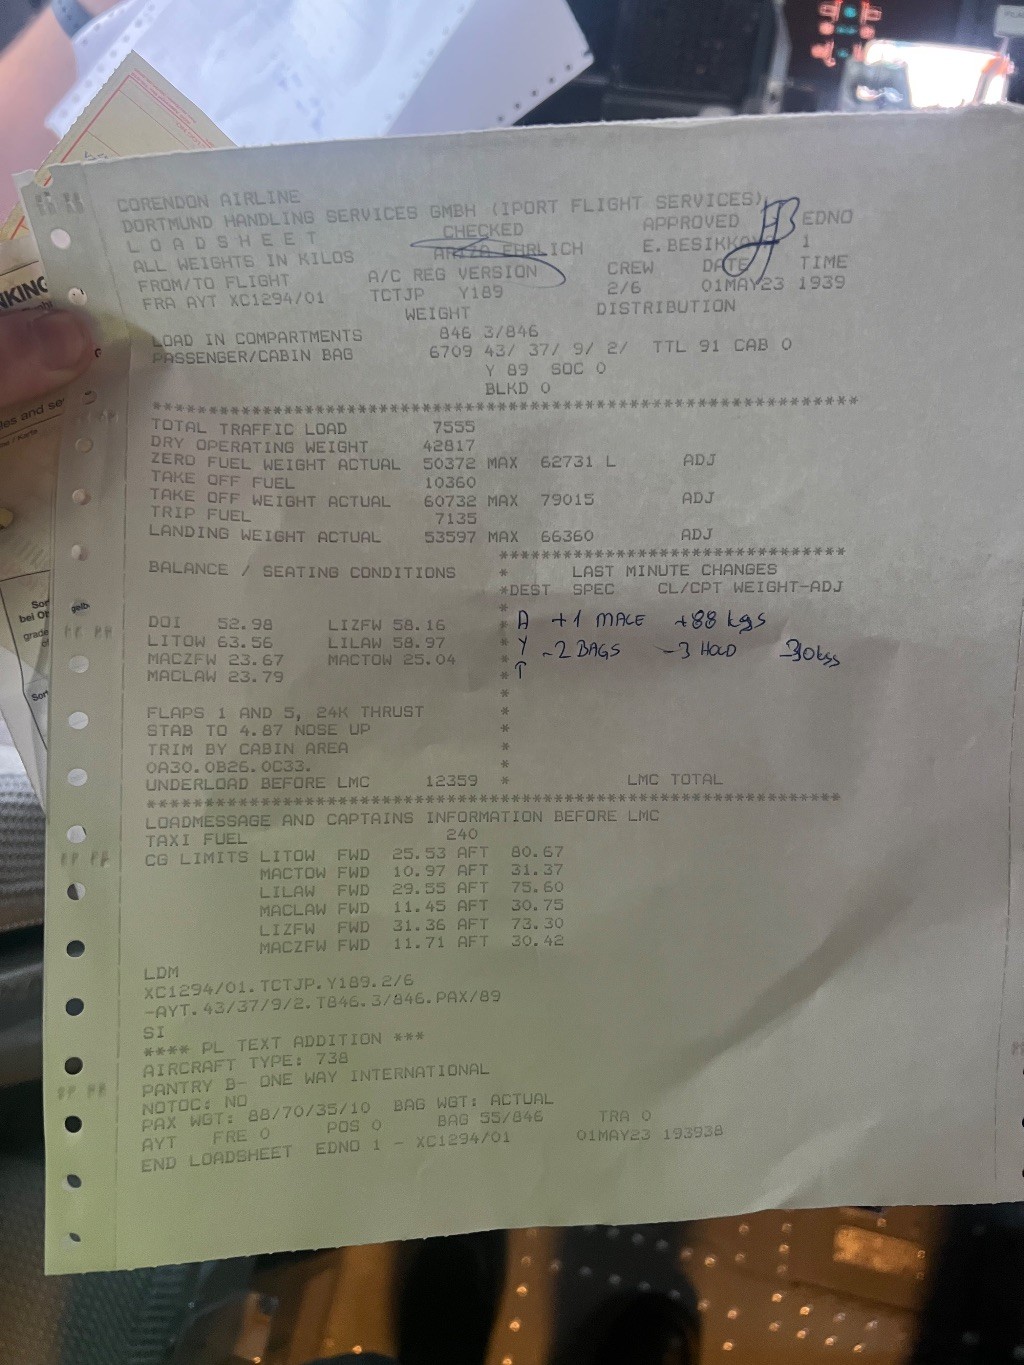 CORENDON AIRLINE
DORTMUND HANDLING SERVICES GMBH (IPORT FLIGHT SERVICES)
L O A D S H E E T CHECKED APPROVED EDNO
ALL WEIGHTS IN KILOS EHRLICH E.BESIKK 1
FROM/TO FLIGHT A/C REG VERSION CREW DATE TIME
FRA AYT XC1294/01 TCTJP Y189 2/6 01MAY23 1939
WEIGHT DISTRIBUTION
LOAD IN COMPARTMENTS 846 3/846
PASSENGER/CABIN BAG 6709 43/ 37/ 9/ 2/ TTL 91 CAB 0
Y 89 SOC 0
BLKD 0
************************************************************************
TOTAL TRAFFIC LOAD 7555
DRY OPERATING WEIGHT 42817
ZERO FUEL WEIGHT ACTUAL 50372 MAX 62731 L ADJ
TAKE OFF FUEL 10360
TAKE OFF WEIGHT ACTUAL 60732 MAX 79015 ADJ
TRIP FUEL 7135
LANDING WEIGHT ACTUAL 53597 MAX 66360 ADJ
***********************************
BALANCE / SEATING CONDITIONS * LAST MINUTE CHANGES
*DEST SPEC CL/CPT WEIGHT-ADJ
*
DOI 52.98 LIZFW 58.16 * A +1 MALE +88 kgs
LITOW 63.56 LILAW 58.97 * Y -2 BAGS -3 HOLD
MACZFW 23.67 MACTOW 25.04 * T
MACLAW 23.79 *
*
FLAPS 1 AND 5, 24K THRUST *
STAB TO 4.87 NOSE UP *
TRIM BY CABIN AREA *
0A30.0B26.0C33. *
UNDERLOAD BEFORE LMC 12359 * LMC TOTAL
************************************************************************
LOADMESSAGE AND CAPTAINS INFORMATION BEFORE LMC
TAXI FUEL 240
CG LIMITS LITOW FWD 25.53 AFT 80.67
MACTOW FWD 10.97 AFT 31.37
LILAW FWD 29.55 AFT 75.60
MACLAW FWD 11.45 AFT 30.75
LIZFW FWD 31.36 AFT 73.30
MACZFW FWD 11.71 AFT 30.42
LDM
XC1294/01.TCTJP.Y189.2/6
-AYT.43/37/9/2.T846.3/846.PAX/89
SI
**** PL TEXT ADDITION ***
AIRCRAFT TYPE: 738
PANTRY B- ONE WAY INTERNATIONAL
NOTOC: NO
PAX WGT: 88/70/35/10 BAG WGT: ACTUAL
AYT FRE 0 POS 0 BAG 55/846 TRA 0
END LOADSHEET EDNO 1 - XC1294/01 01MAY23 193938
gelb